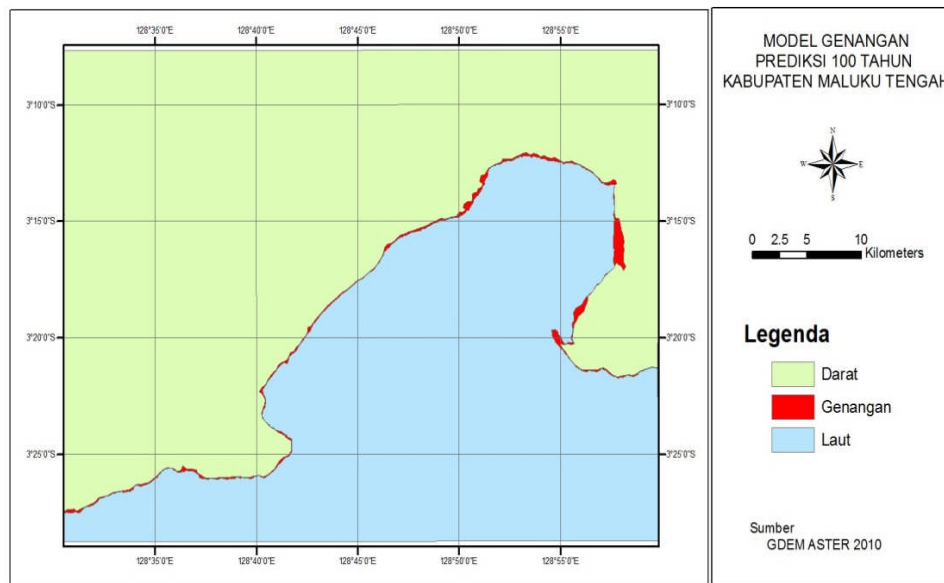 128°35'0"E 128°40'0"E 128°45'0"E 128°50'0"E 128°55'0"E
3°10'0"S 3°10'0"S
3°15'0"S 3°15'0"S
3°20'0"S 3°20'0"S
3°25'0"S 3°25'0"S
128°35'0"E 128°40'0"E 128°45'0"E 128°50'0"E 128°55'0"E
MODEL GENANGAN
PREDIKSI 100 TAHUN
KABUPATEN MALUKU TENGAH
N
W E
S
0 2.5 5 10
Kilometers
Legenda
Darat
Genangan
Laut
Sumber
GDEM ASTER 2010